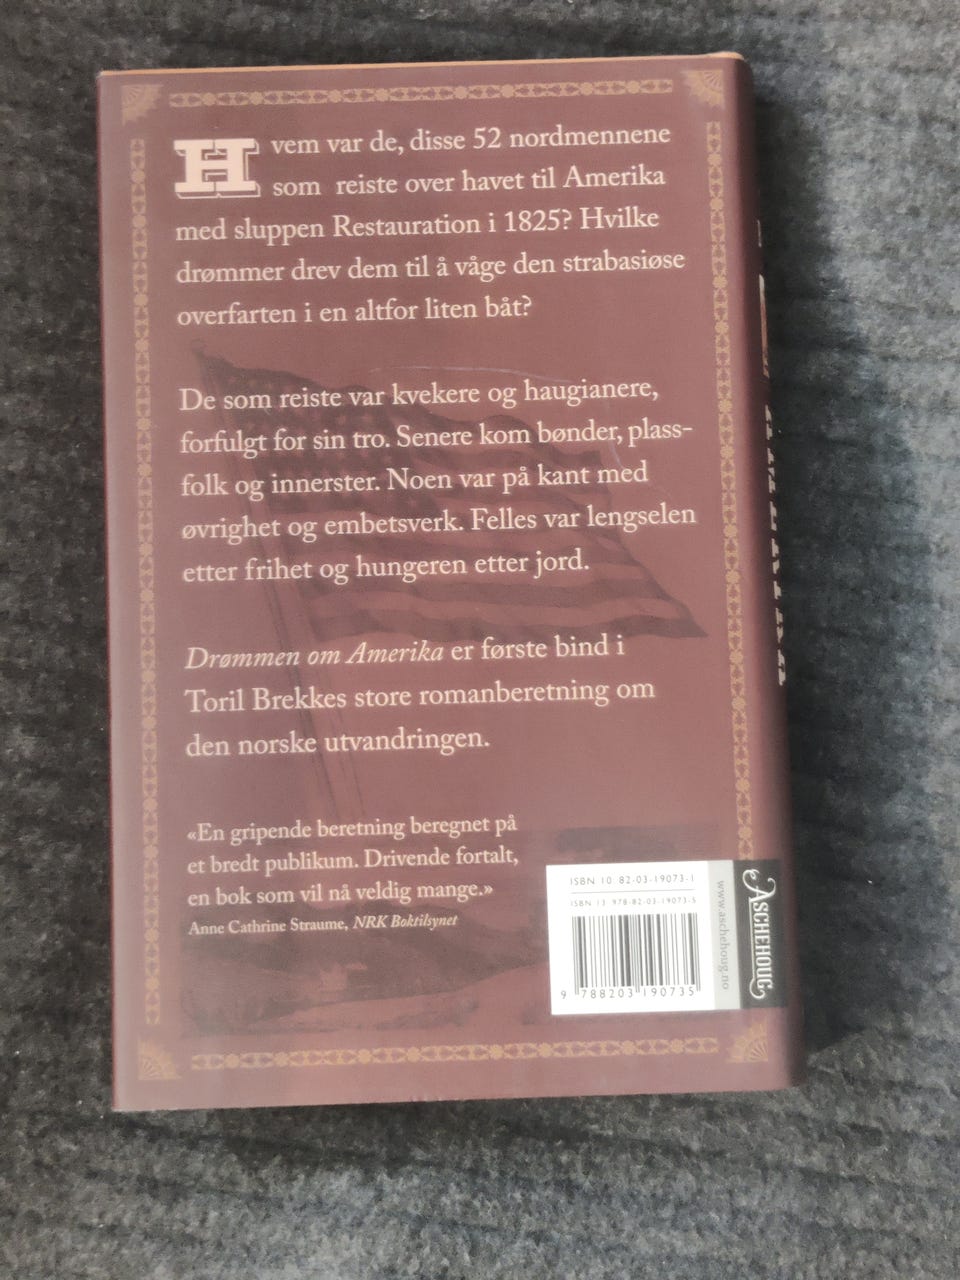 Hvem var de, disse 52 nordmennene
som reiste over havet til Amerika
med sluppen Restauration i 1825? Hvilke
drømmer drev dem til å våge den strabasiøse
overfarten i en altfor liten båt?
De som reiste var kvekere og haugianere,
forfulgt for sin tro. Senere kom bønder, plass-
folk og innerster. Noen var på kant med
øvrighet og embetsverk. Felles var lengselen
etter frihet og hungeren etter jord.
Drømmen om Amerika er første bind i
Toril Brekkes store romanberetning om
den norske utvandringen.
«En gripende beretning beregnet på
et bredt publikum. Drivende fortalt,
en bok som vil nå veldig mange.»
Anne Cathrine Straume, NRK Boktilsynet
ISBN 10 82-03-19073-1
ISBN 13 978-82-03-19073-5
9 788203 190735
www.aschehoug.no
ASCHEHOUG